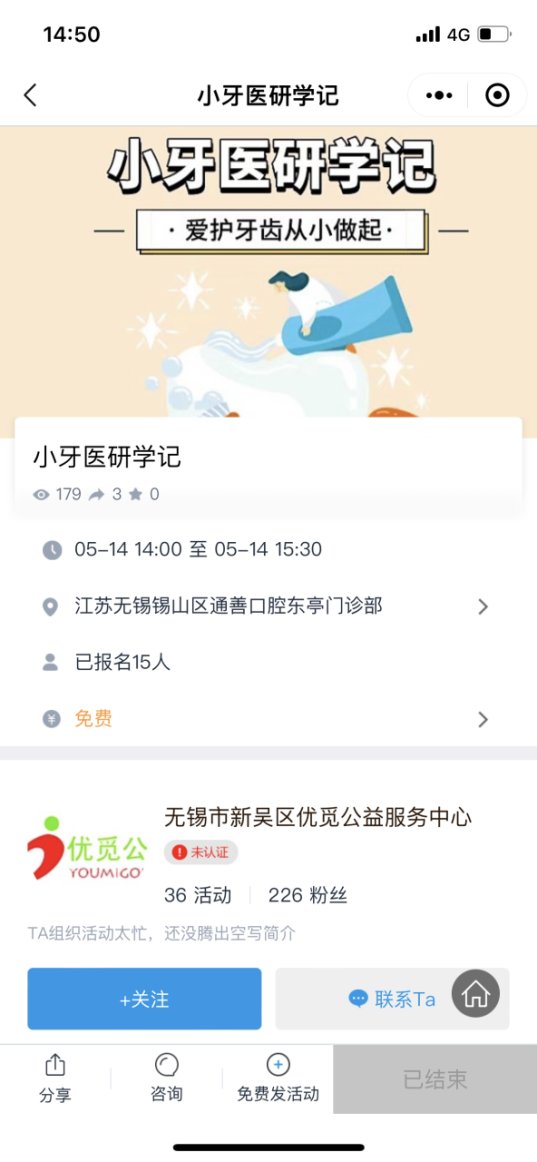 14:50
4G
小牙医研学记
小牙医研学记
·爱护牙齿从小做起·
小牙医研学记
179 3 0
05-14 14:00 至 05-14 15:30
江苏无锡锡山区通善口腔东亭门诊部
已报名15人
¥ 免费
无锡市新吴区优觅公益服务中心
优觅公
YOUMIGO
! 未认证
36 活动 226 粉丝
TA组织活动太忙，还没腾出空写简介
+关注
联系Ta
分享
咨询
免费发活动
已结束